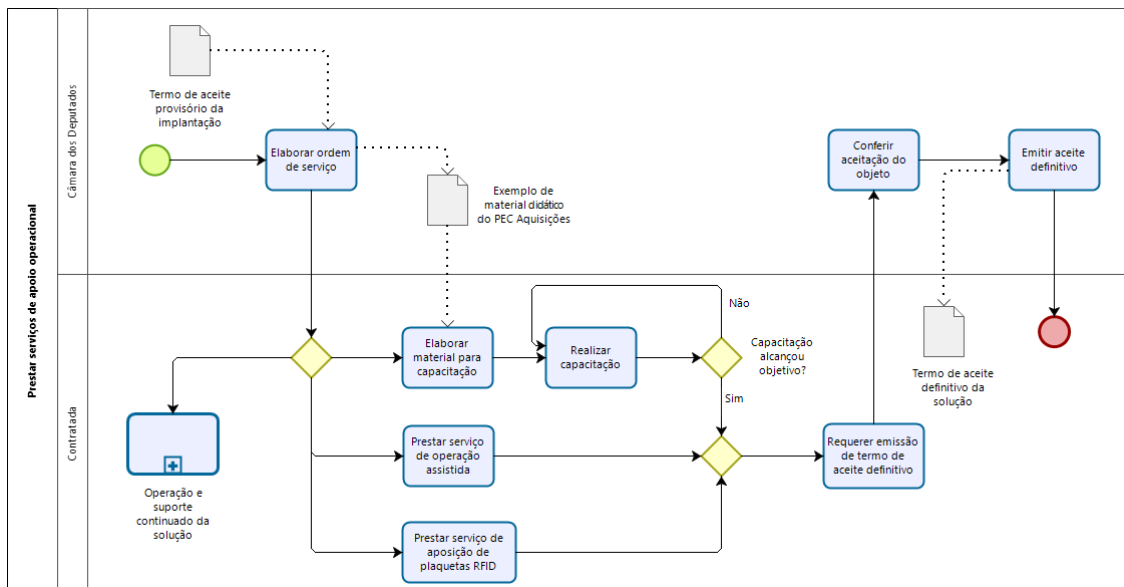 Prestar serviços de apoio operacional
Câmara dos Deputados
Termo de aceite
provisório da
implantação
Elaborar ordem
de serviço
Exemplo de
material didático
do PEC Aquisições
Conferir
aceitação do
objeto
Emitir aceite
definitivo
Contratada
Não
Elaborar
material para
capacitação
Realizar
capacitação
Capacitação
alcançou
objetivo?
Sim
Termo de aceite
definitivo da
solução
Prestar serviço
de operação
assistida
Requerer emissão
de termo de
aceite definitivo
Operação e
suporte
continuado da
solução
Prestar serviço de
aposição de
plaquetas RFID